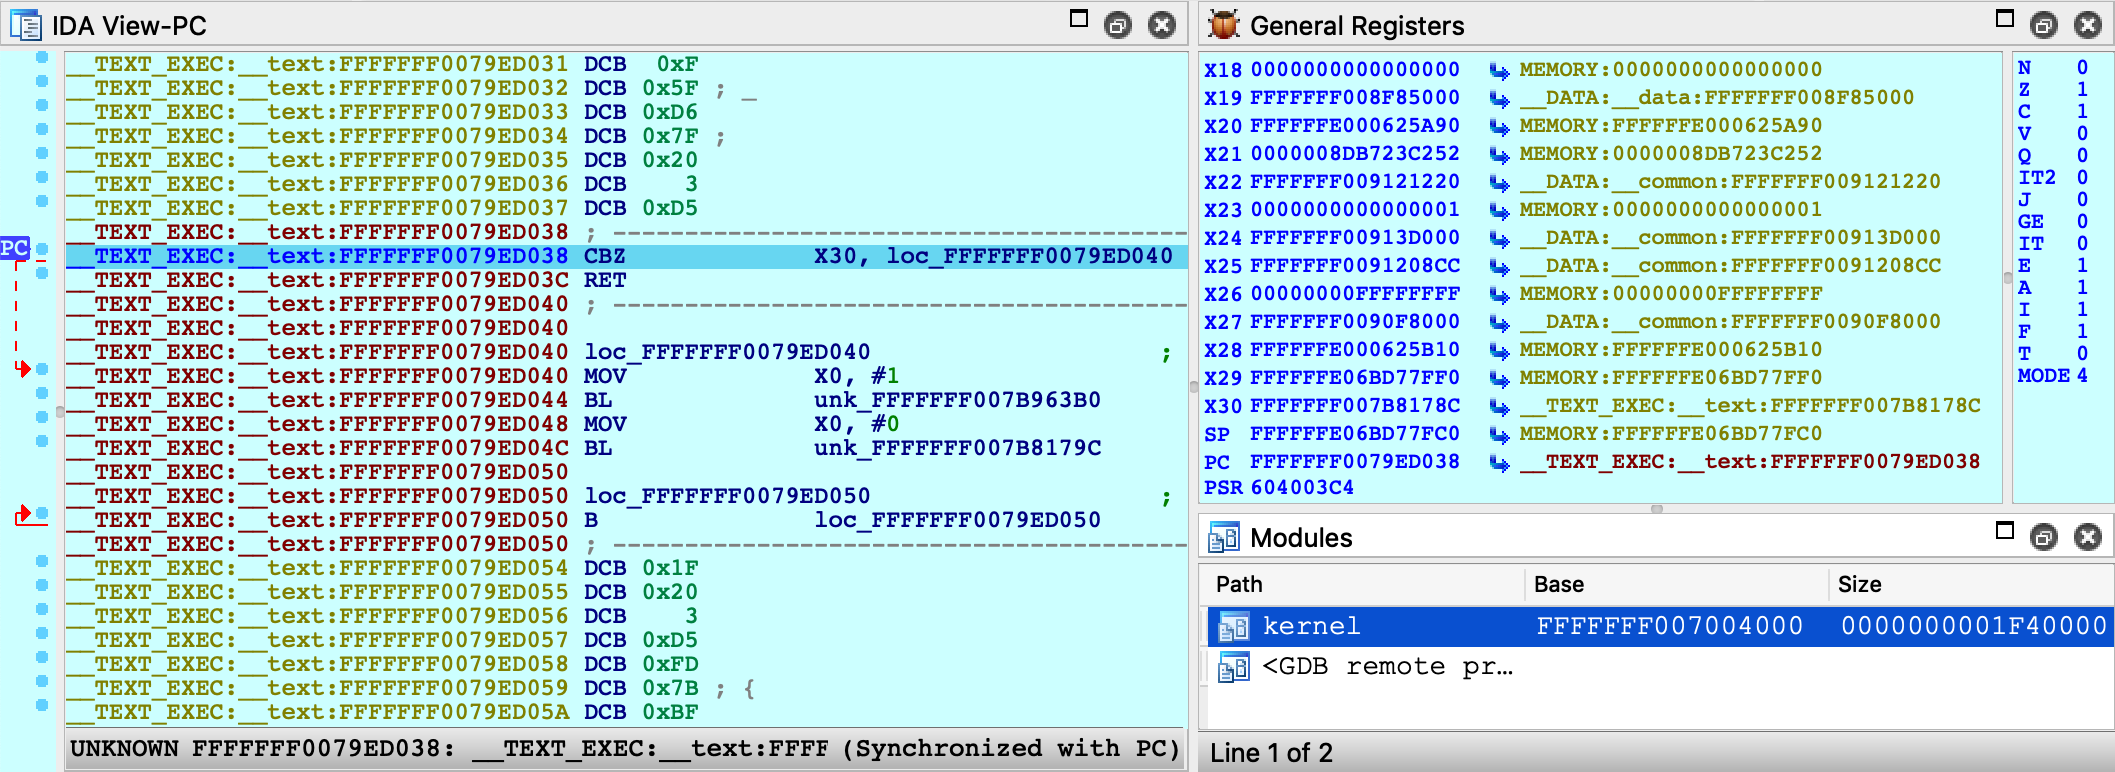 IDA View-PC
__TEXT_EXEC:__text:FFFFFFF0079ED031 DCB 0xF
__TEXT_EXEC:__text:FFFFFFF0079ED032 DCB 0x5F ; _
__TEXT_EXEC:__text:FFFFFFF0079ED033 DCB 0xD6
__TEXT_EXEC:__text:FFFFFFF0079ED034 DCB 0x7F ;
__TEXT_EXEC:__text:FFFFFFF0079ED035 DCB 0x20
__TEXT_EXEC:__text:FFFFFFF0079ED036 DCB 3
__TEXT_EXEC:__text:FFFFFFF0079ED037 DCB 0xD5
__TEXT_EXEC:__text:FFFFFFF0079ED038 ; ----------------------------------------
PC
__TEXT_EXEC:__text:FFFFFFF0079ED038 CBZ X30, loc_FFFFFFF0079ED040
__TEXT_EXEC:__text:FFFFFFF0079ED03C RET
__TEXT_EXEC:__text:FFFFFFF0079ED040 ; ----------------------------------------
__TEXT_EXEC:__text:FFFFFFF0079ED040
__TEXT_EXEC:__text:FFFFFFF0079ED040 loc_FFFFFFF0079ED040 ;
__TEXT_EXEC:__text:FFFFFFF0079ED040 MOV X0, #1
__TEXT_EXEC:__text:FFFFFFF0079ED044 BL unk_FFFFFFF007B963B0
__TEXT_EXEC:__text:FFFFFFF0079ED048 MOV X0, #0
__TEXT_EXEC:__text:FFFFFFF0079ED04C BL unk_FFFFFFF007B8179C
__TEXT_EXEC:__text:FFFFFFF0079ED050
__TEXT_EXEC:__text:FFFFFFF0079ED050 loc_FFFFFFF0079ED050 ;
__TEXT_EXEC:__text:FFFFFFF0079ED050 B loc_FFFFFFF0079ED050
__TEXT_EXEC:__text:FFFFFFF0079ED050 ; ----------------------------------------
__TEXT_EXEC:__text:FFFFFFF0079ED054 DCB 0x1F
__TEXT_EXEC:__text:FFFFFFF0079ED055 DCB 0x20
__TEXT_EXEC:__text:FFFFFFF0079ED056 DCB 3
__TEXT_EXEC:__text:FFFFFFF0079ED057 DCB 0xD5
__TEXT_EXEC:__text:FFFFFFF0079ED058 DCB 0xFD
__TEXT_EXEC:__text:FFFFFFF0079ED059 DCB 0x7B ; {
__TEXT_EXEC:__text:FFFFFFF0079ED05A DCB 0xBF
UNKNOWN FFFFFFF0079ED038: __TEXT_EXEC:__text:FFFF (Synchronized with PC)
General Registers
X18 0000000000000000 MEMORY:0000000000000000
X19 FFFFFFF008F85000 __DATA:__data:FFFFFFF008F85000
X20 FFFFFFE000625A90 MEMORY:FFFFFFE000625A90
X21 0000008DB723C252 MEMORY:0000008DB723C252
X22 FFFFFFF009121220 __DATA:__common:FFFFFFF009121220
X23 0000000000000001 MEMORY:0000000000000001
X24 FFFFFFF00913D000 __DATA:__common:FFFFFFF00913D000
X25 FFFFFFF0091208CC __DATA:__common:FFFFFFF0091208CC
X26 00000000FFFFFFFF MEMORY:00000000FFFFFFFF
X27 FFFFFFF0090F8000 __DATA:__common:FFFFFFF0090F8000
X28 FFFFFFE000625B10 MEMORY:FFFFFFE000625B10
X29 FFFFFFE06BD77FF0 MEMORY:FFFFFFE06BD77FF0
X30 FFFFFFF007B8178C __TEXT_EXEC:__text:FFFFFFF007B8178C
SP FFFFFFE06BD77FC0 MEMORY:FFFFFFE06BD77FC0
PC FFFFFFF0079ED038 __TEXT_EXEC:__text:FFFFFFF0079ED038
PSR 604003C4
N 0
Z 1
C 1
V 0
Q 0
IT2 0
J 0
GE 0
IT 0
E 1
A 1
I 1
F 1
T 0
MODE 4
Modules
Path Base Size
kernel FFFFFFF007004000 0000000001F40000
<GDB remote pr…
Line 1 of 2